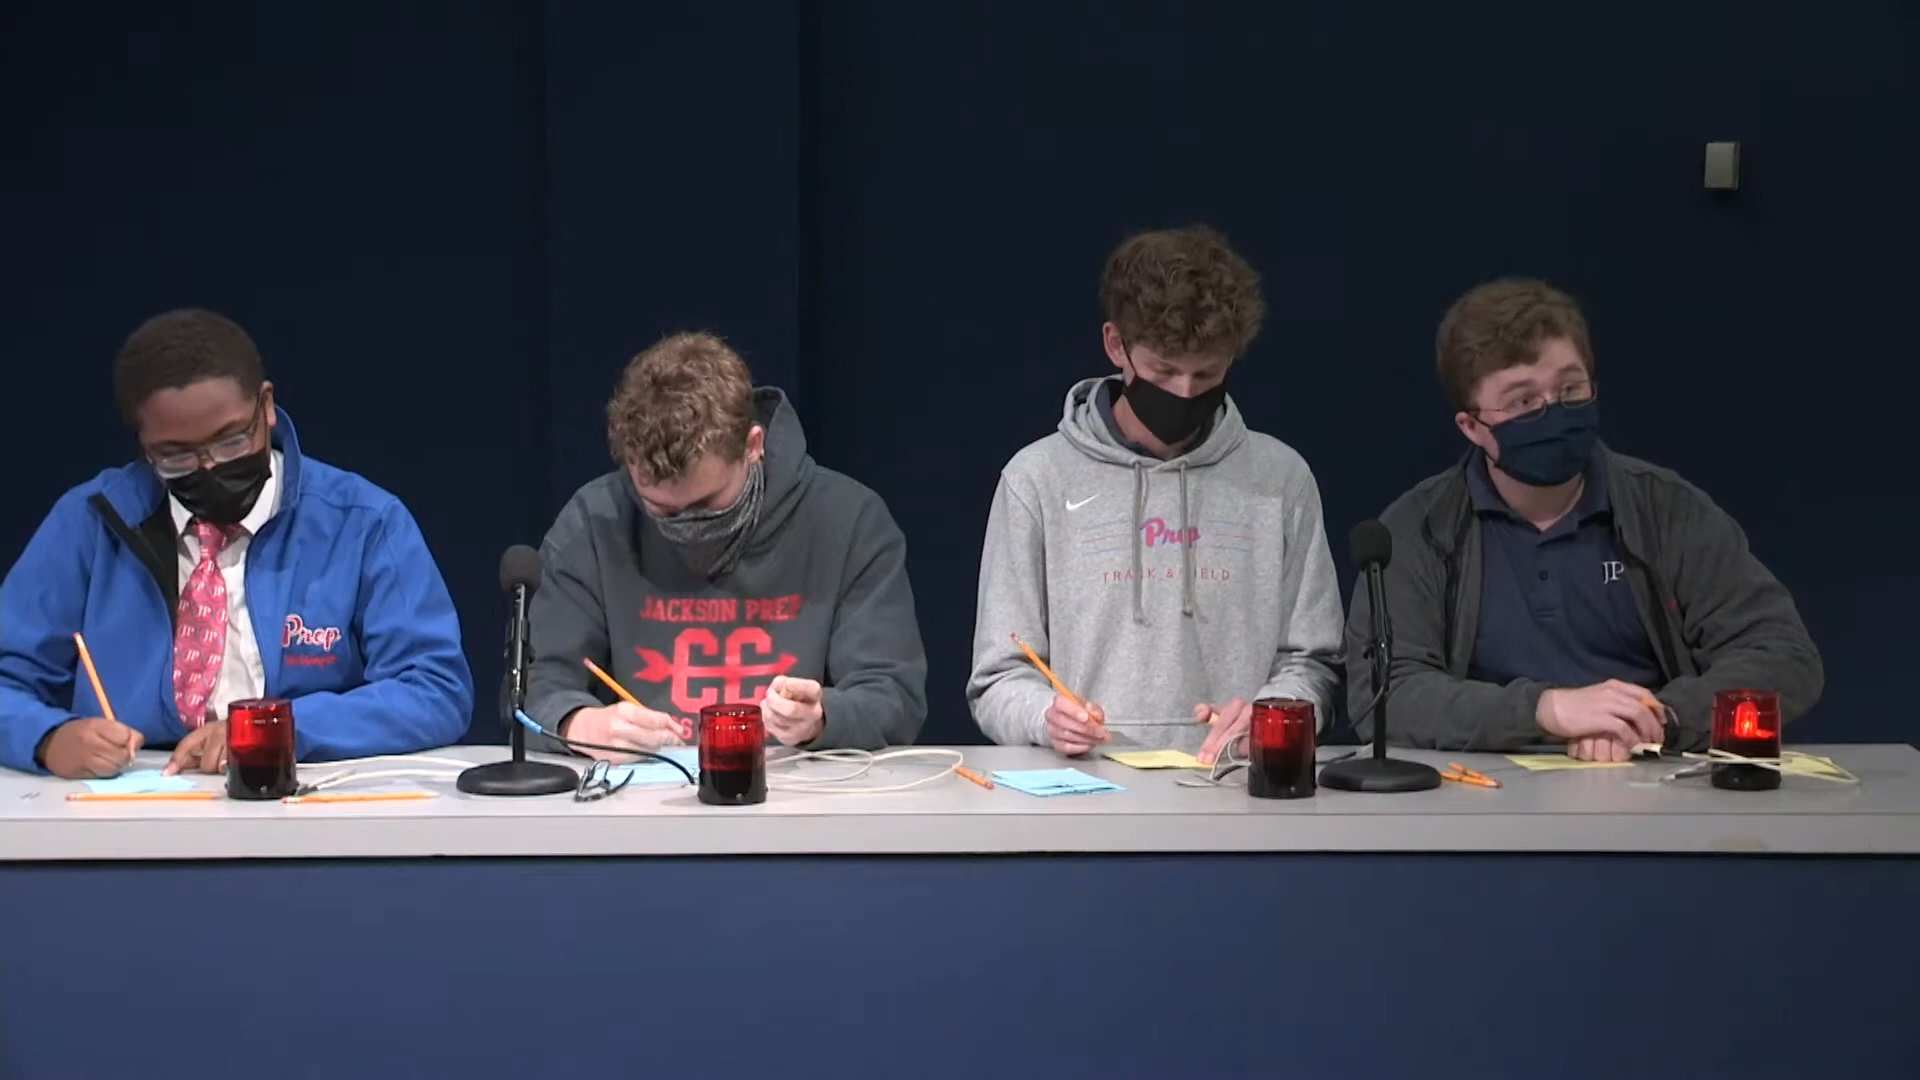 Prep
JACKSON PREP
CC
Prep
TRACK & FIELD
JP